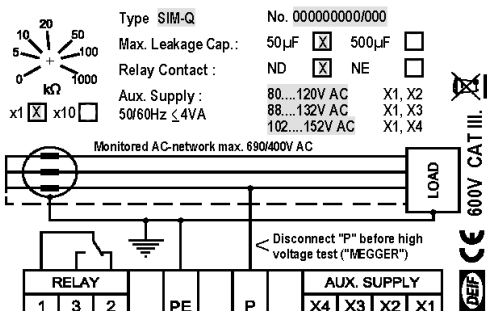 Type SIM-Q No. 000000000/000
Max. Leakage Cap.: 50µF X 500µF
Relay Contact : ND X NE
Aux. Supply : 80....120V AC X1, X2
50/60Hz ≤4VA 88....132V AC X1, X3
102....152V AC X1, X4
0 5 10 20 50 100 1000
kΩ
x1 X x10
Monitored AC-network max. 690/400V AC
LOAD
Disconnect "P" before high
voltage test ("MEGGER")
RELAY AUX. SUPPLY
1 3 2 PE P X4 X3 X2 X1
600V CAT III.
CE
DEIF